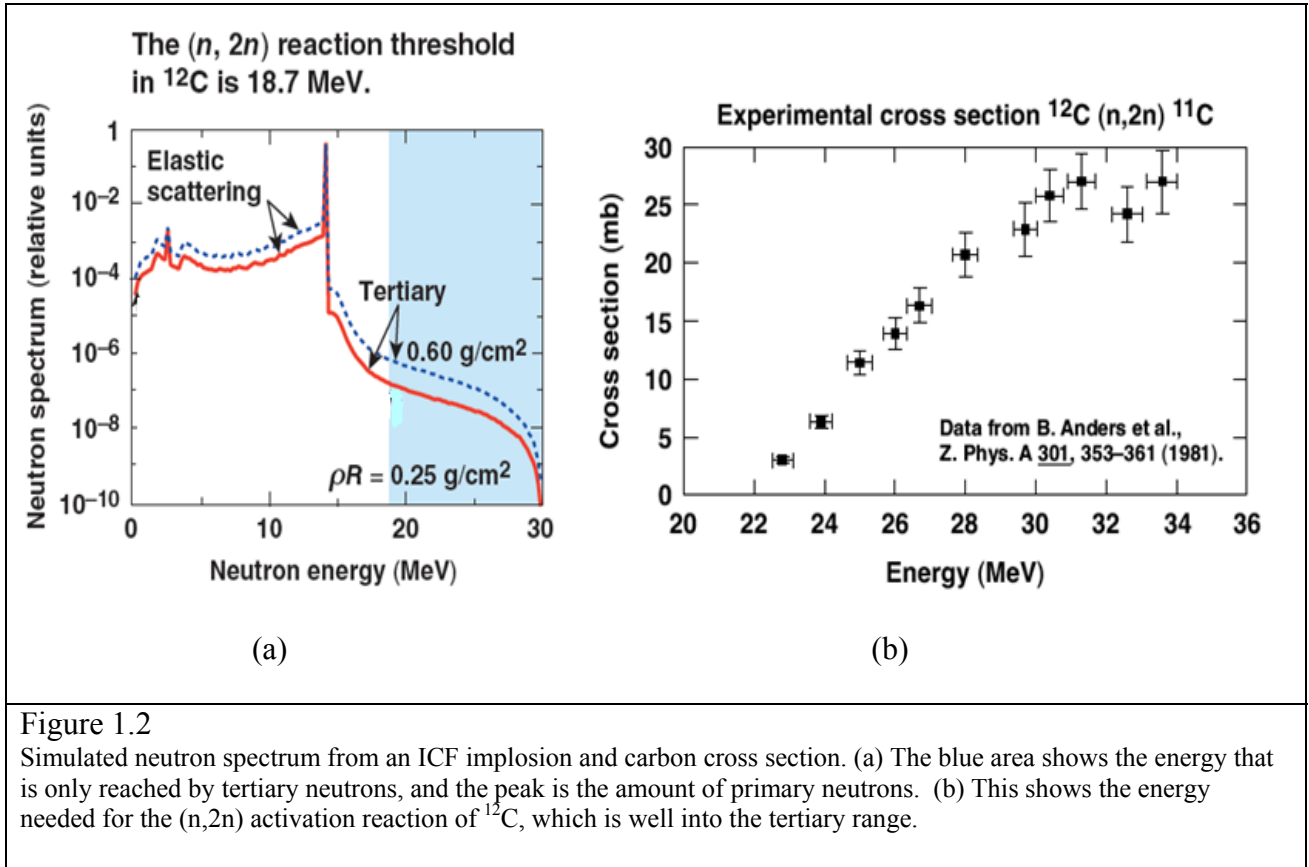 The (n, 2n) reaction threshold
in ¹²C is 18.7 MeV.
Neutron spectrum (relative units)
1
10⁻²
10⁻⁴
10⁻⁶
10⁻⁸
10⁻¹⁰
Elastic
scattering
Tertiary
0.60 g/cm²
ρR = 0.25 g/cm²
0
10
20
30
Neutron energy (MeV)
(a)
Experimental cross section ¹²C (n,2n) ¹¹C
Cross section (mb)
30
25
20
15
10
5
0
Data from B. Anders et al.,
Z. Phys. A 301, 353–361 (1981).
20 22 24 26 28 30 32 34 36
Energy (MeV)
(b)
Figure 1.2
Simulated neutron spectrum from an ICF implosion and carbon cross section. (a) The blue area shows the energy that
is only reached by tertiary neutrons, and the peak is the amount of primary neutrons. (b) This shows the energy
needed for the (n,2n) activation reaction of ¹²C, which is well into the tertiary range.